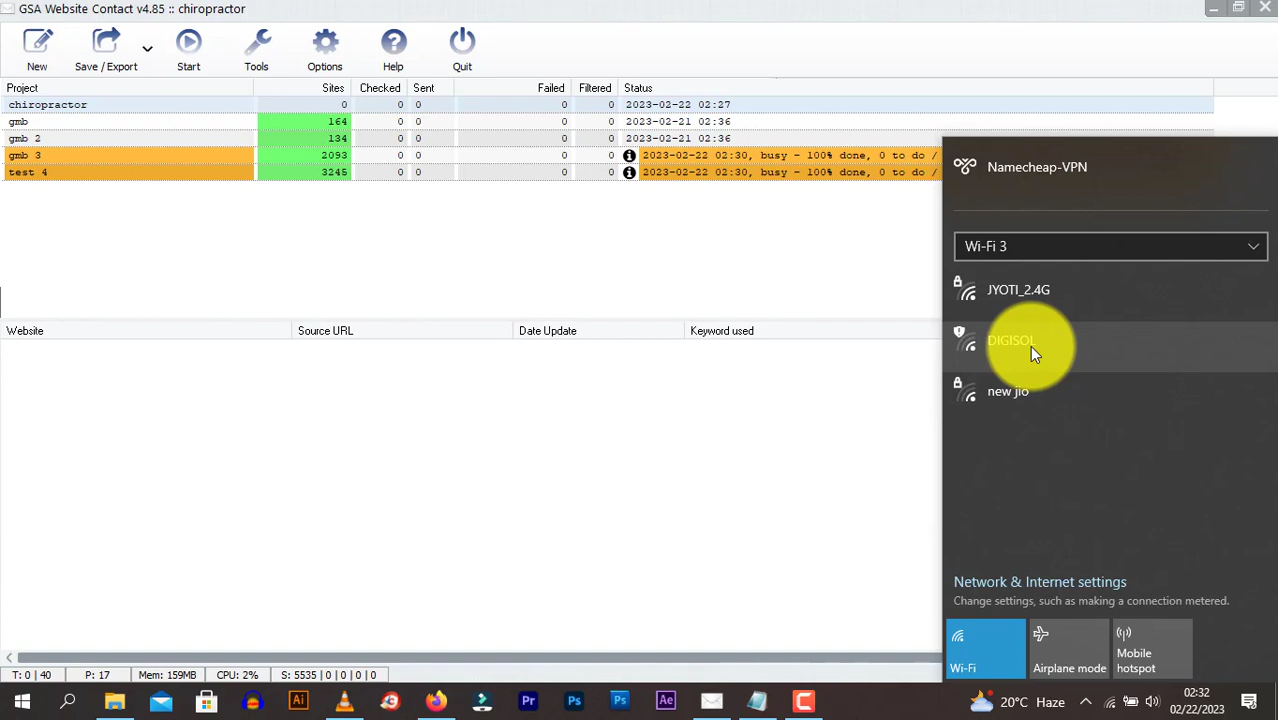 GSA Website Contact v4.85 :: chiropractor
New Save / Export Start Tools Options Help Quit
Project Sites Checked Sent Failed Filtered Status
chiropractor 0 0 0 0 0 2023-02-22 02:27
gmb 164 0 0 0 0 2023-02-21 02:36
gmb 2 134 0 0 0 0 2023-02-21 02:36
gmb 3 2093 0 0 0 0 2023-02-22 02:30, busy - 100% done, 0 to do /
test 4 3245 0 0 0 0 2023-02-22 02:30, busy - 100% done, 0 to do /
Namecheap-VPN
Wi-Fi 3
JYOTI_2.4G
DIGISOL
new jio
Website Source URL Date Update Keyword used
Network & Internet settings
Change settings, such as making a connection metered.
Wi-Fi
Airplane mode
Mobile
hotspot
T: 0 | 40 P: 17 Mem: 159MB CPU: 2% S: 5535 | 0 | 0 | 0
Ai Pr Ps Ps Ae
20°C Haze
02:32
02/22/2023